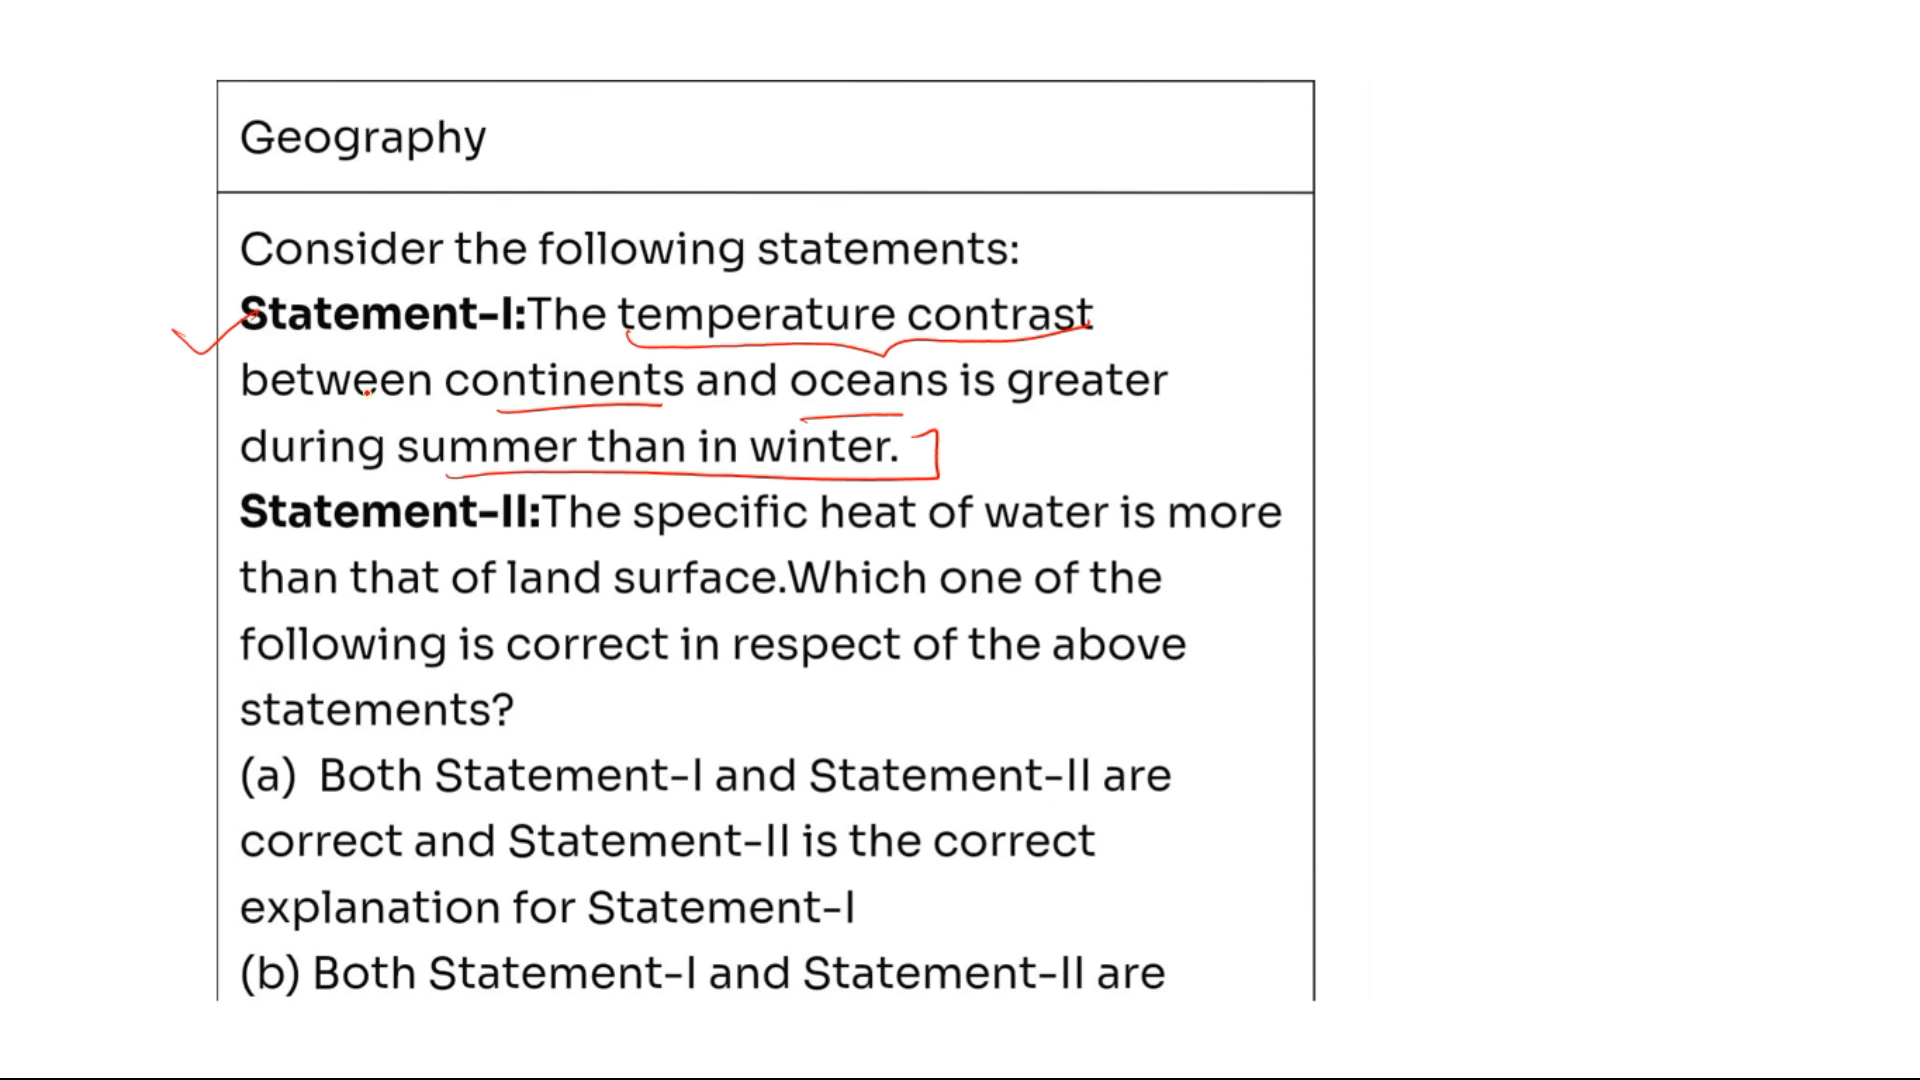 Geography
Consider the following statements:
Statement-I:The temperature contrast
between continents and oceans is greater
during summer than in winter.
Statement-II:The specific heat of water is more
than that of land surface.Which one of the
following is correct in respect of the above
statements?
(a) Both Statement-I and Statement-II are
correct and Statement-II is the correct
explanation for Statement-I
(b) Both Statement-I and Statement-II are